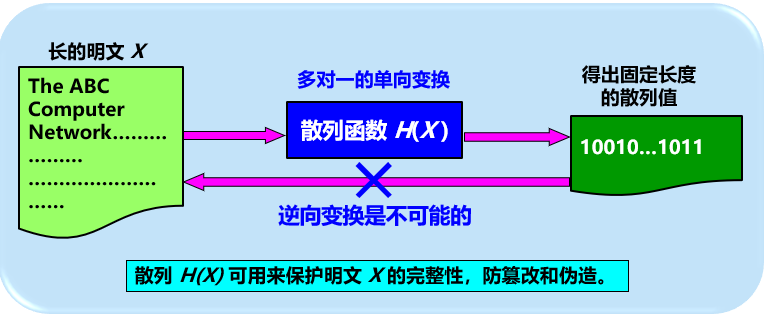 长的明文 X
The ABC
Computer
Network.........
.........
.....................
......
多对一的单向变换
散列函数 H(X)
得出固定长度
的散列值
10010...1011
逆向变换是不可能的
散列 H(X) 可用来保护明文 X 的完整性，防篡改和伪造。